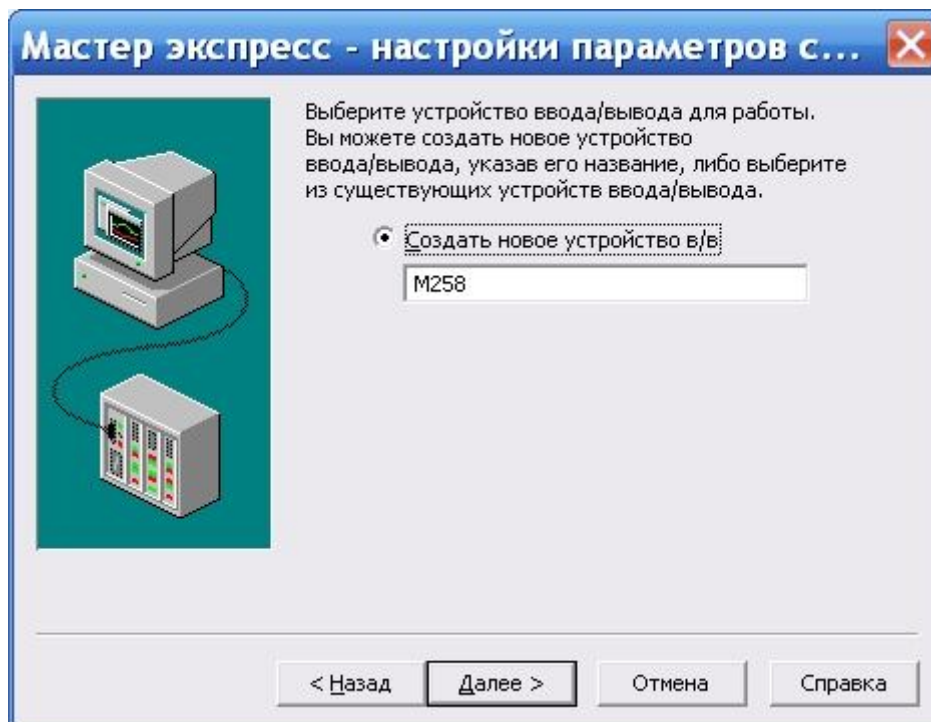 Мастер экспресс - настройки параметров с...
Выберите устройство ввода/вывода для работы.
Вы можете создать новое устройство
ввода/вывода, указав его название, либо выберите
из существующих устройств ввода/вывода.
Создать новое устройство в/в
M258
< Назад
Далее >
Отмена
Справка